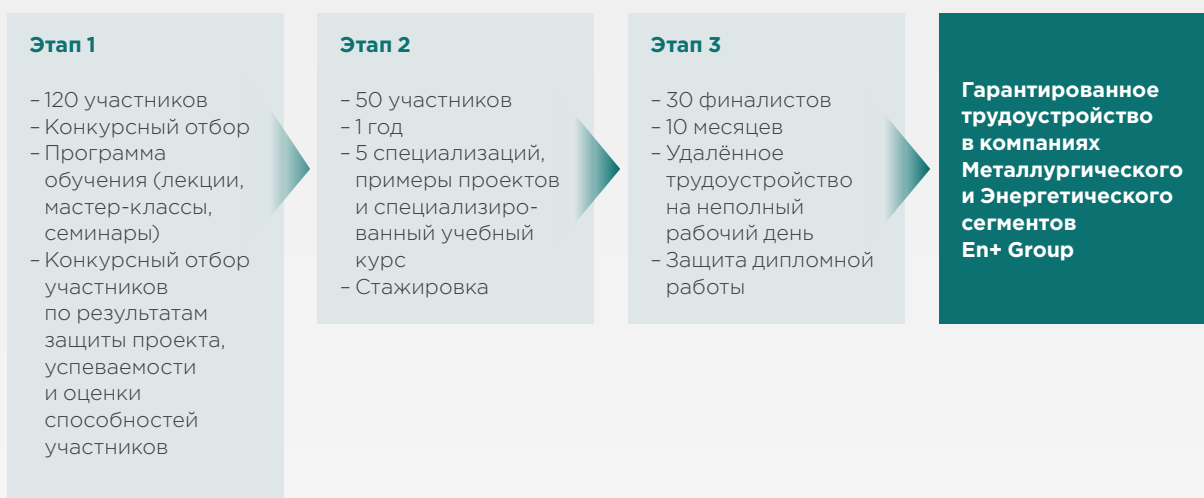 Этап 1
– 120 участников
– Конкурсный отбор
– Программа
обучения (лекции,
мастер-классы,
семинары)
– Конкурсный отбор
участников
по результатам
защиты проекта,
успеваемости
и оценки
способностей
участников
Этап 2
– 50 участников
– 1 год
– 5 специализаций,
примеры проектов
и специализиро-
ванный учебный
курс
– Стажировка
Этап 3
– 30 финалистов
– 10 месяцев
– Удалённое
трудоустройство
на неполный
рабочий день
– Защита дипломной
работы
Гарантированное
трудоустройство
в компаниях
Металлургического
и Энергетического
сегментов
En+ Group